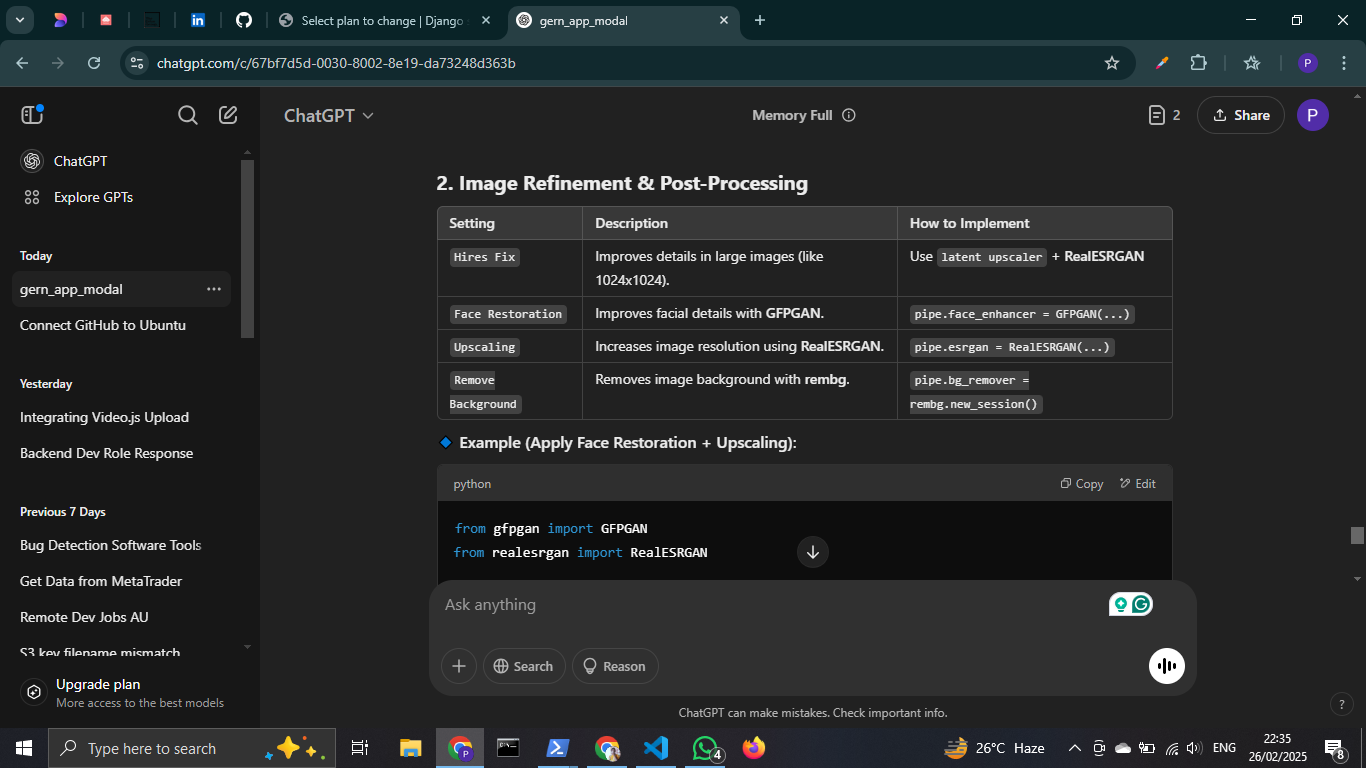 Select plan to change | Django s
gern_app_modal
chatgpt.com/c/67bf7d5d-0030-8002-8e19-da73248d363b
P
ChatGPT
Memory Full
2
Share
P
ChatGPT
Explore GPTs
Today
gern_app_modal
Connect GitHub to Ubuntu
Yesterday
Integrating Video.js Upload
Backend Dev Role Response
Previous 7 Days
Bug Detection Software Tools
Get Data from MetaTrader
Remote Dev Jobs AU
S3 key filename mismatch
Upgrade plan
More access to the best models
2. Image Refinement & Post-Processing
Setting Description How to Implement
Hires Fix Improves details in large images (like Use latent upscaler + RealESRGAN
1024x1024).
Face Restoration Improves facial details with GFPGAN. pipe.face_enhancer = GFPGAN(...)
Upscaling Increases image resolution using RealESRGAN. pipe.esrgan = RealESRGAN(...)
Remove Removes image background with rembg. pipe.bg_remover =
Background rembg.new_session()
Example (Apply Face Restoration + Upscaling):
python Copy Edit
from gfpgan import GFPGAN
from realesrgan import RealESRGAN
Ask anything
Search Reason
ChatGPT can make mistakes. Check important info.
?
Type here to search
P
4
26°C Haze
ENG
22:35
26/02/2025
8